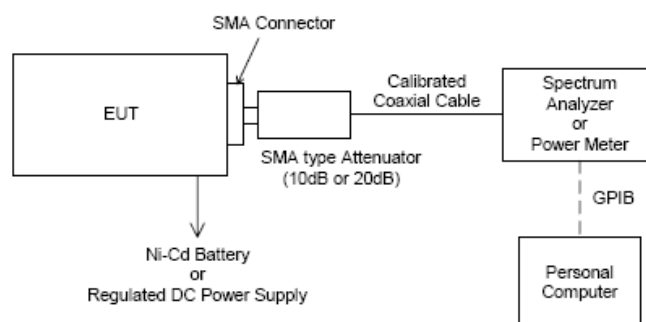 SMA Connector
EUT
SMA type Attenuator
(10dB or 20dB)
Calibrated
Coaxial Cable
Spectrum
Analyzer
or
Power Meter
GPIB
Ni-Cd Battery
or
Regulated DC Power Supply
Personal
Computer